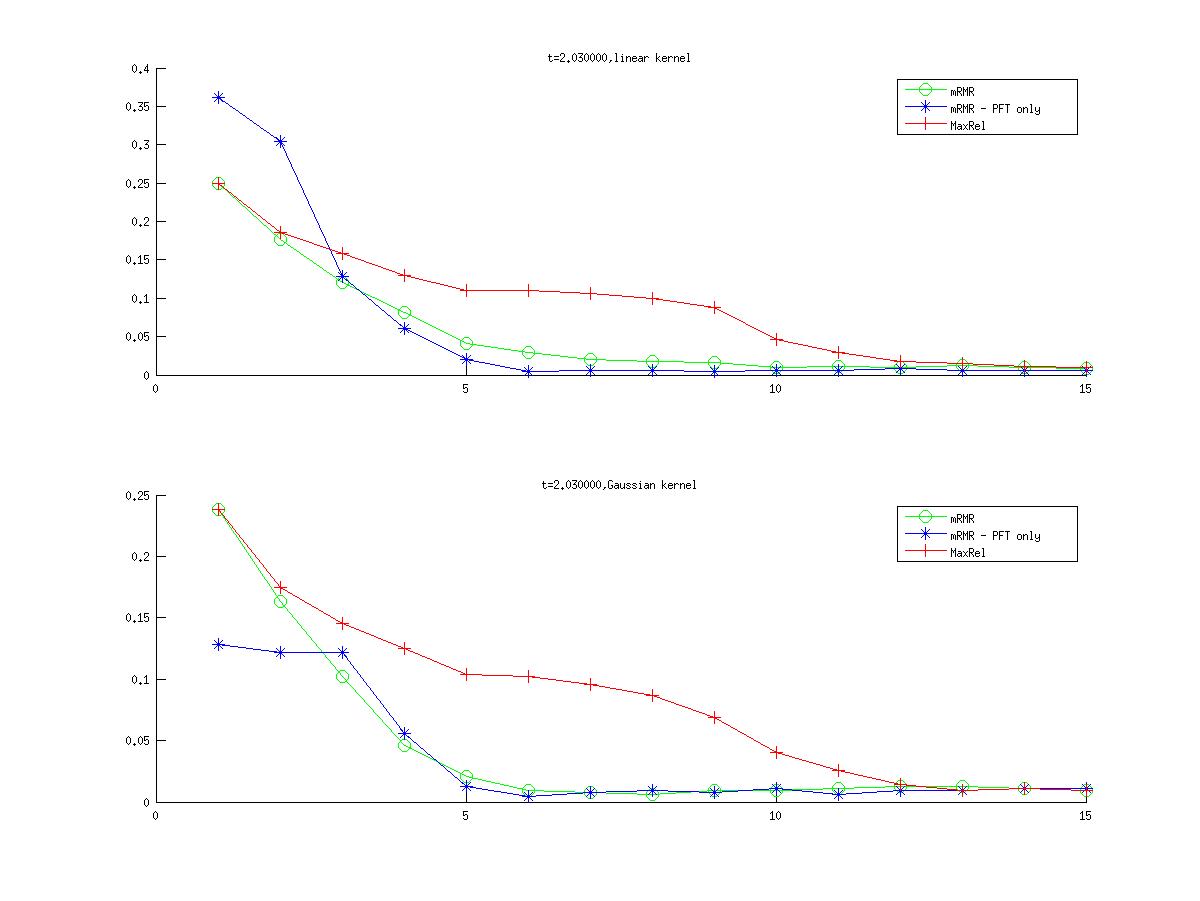 t=2.030000,linear kernel
0.4
0.35
0.3
0.25
0.2
0.15
0.1
0.05
0
0 5 10 15
mRMR
mRMR - PFT only
MaxRel
t=2.030000,Gaussian kernel
0.25
0.2
0.15
0.1
0.05
0
0 5 10 15
mRMR
mRMR - PFT only
MaxRel